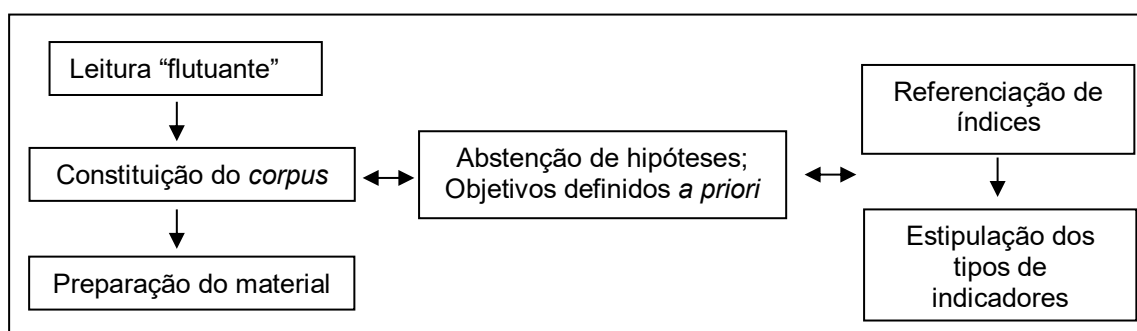 Leitura “flutuante”
Constituição do corpus
Preparação do material
Abstenção de hipóteses;
Objetivos definidos a priori
Referenciação de
índices
Estipulação dos
tipos de
indicadores